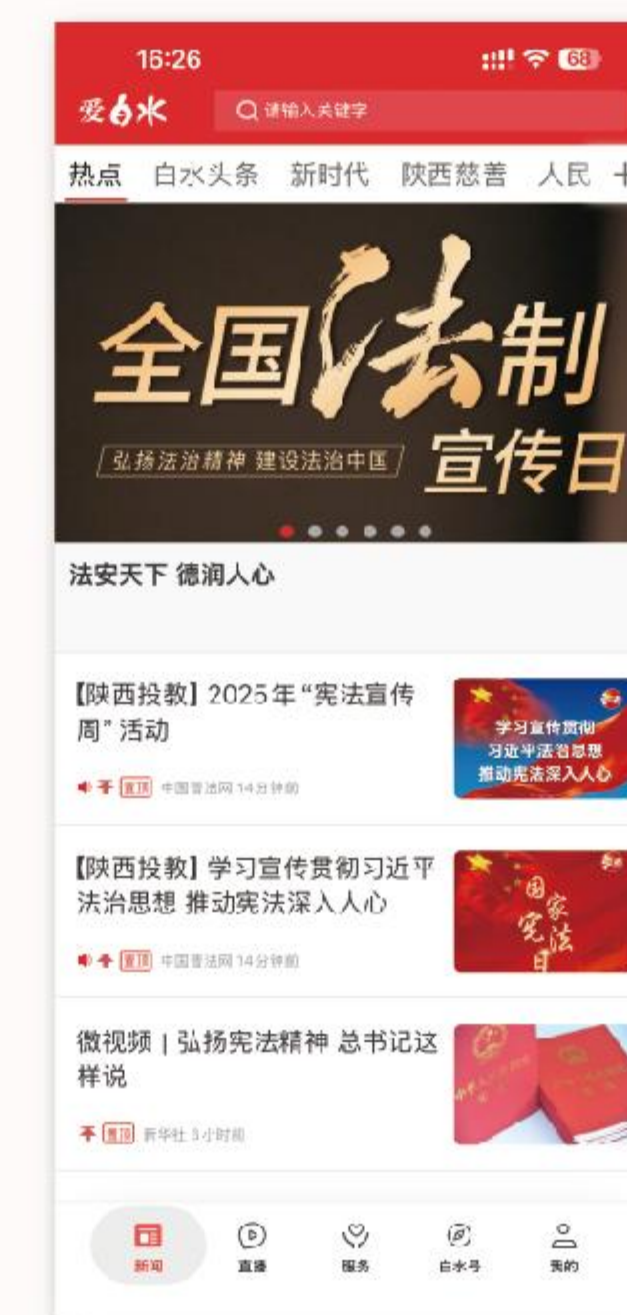 16:26
68
爱白水
请输入关键字
热点 白水头条 新时代 陕西慈善 人民
全国法制
宣传日
弘扬法治精神 建设法治中国
法安天下 德润人心
【陕西投教】2025年“宪法宣传
周”活动
置顶 中国普法网 14分钟前
学习宣传贯彻
习近平法治思想
推动宪法深入人心
【陕西投教】学习宣传贯彻习近平
法治思想 推动宪法深入人心
置顶 中国普法网 14分钟前
国家
宪法
日
微视频 | 弘扬宪法精神 总书记这
样说
置顶 新华社 3小时前
新闻 直播 服务 白水号 我的